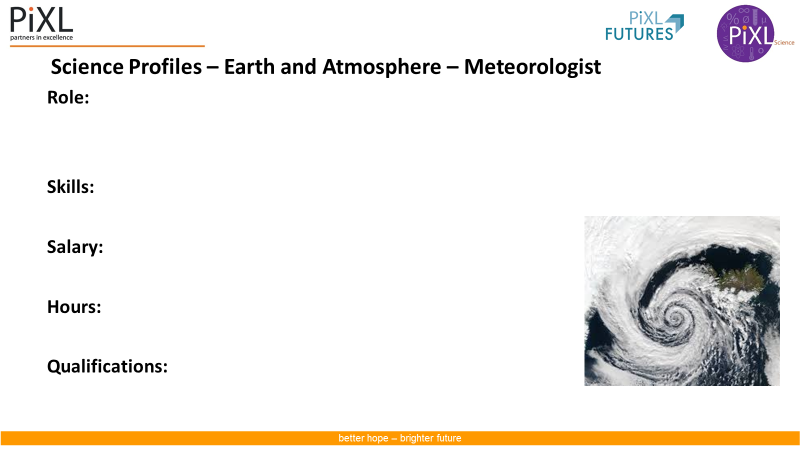 PiXL
partners in excellence
PiXL
FUTURES
PiXL Science
Science Profiles – Earth and Atmosphere – Meteorologist
Role:
Skills:
Salary:
Hours:
Qualifications:
better hope – brighter future